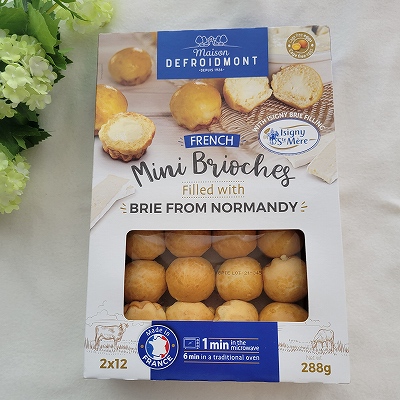 Maison
DEFROIDMONT
DEPUIS 1921
WITH ISIGNY BRIE FILLING
Isigny
Ste Mère
FRENCH
Mini Brioches
Filled with
BRIE FROM NORMANDY
Made in
FRANCE
1 min in the
microwave
6 min in a traditional oven
2x12
288g